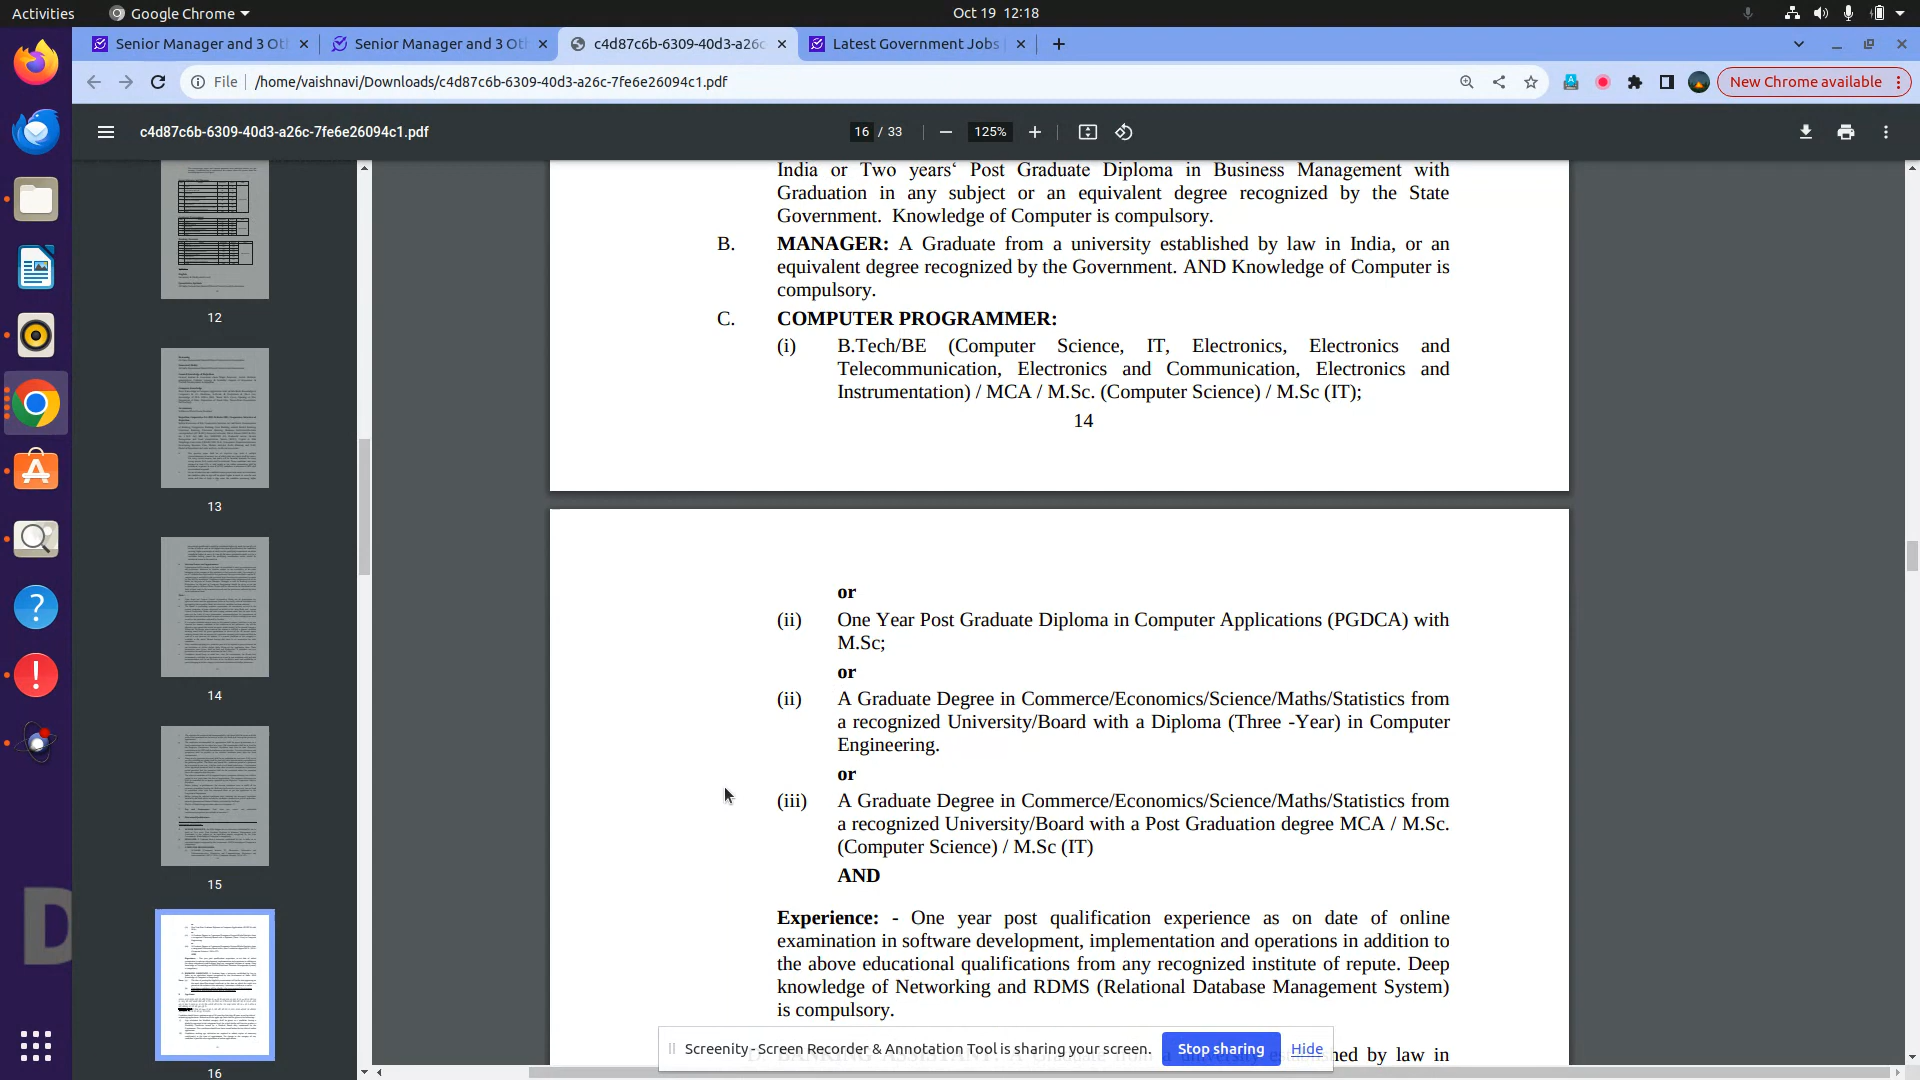 Activities
Google Chrome
Oct 19 12:18
Senior Manager and 3 Oth
Senior Manager and 3 Oth
c4d87c6b-6309-40d3-a26c
Latest Government Jobs
File
/home/vaishnavi/Downloads/c4d87c6b-6309-40d3-a26c-7fe6e26094c1.pdf
New Chrome available
c4d87c6b-6309-40d3-a26c-7fe6e26094c1.pdf
16 / 33
125%
12
13
14
15
16
India or Two years‘ Post Graduate Diploma in Business Management with
Graduation in any subject or an equivalent degree recognized by the State
Government. Knowledge of Computer is compulsory.
B. MANAGER: A Graduate from a university established by law in India, or an
equivalent degree recognized by the Government. AND Knowledge of Computer is
compulsory.
C. COMPUTER PROGRAMMER:
(i) B.Tech/BE (Computer Science, IT, Electronics, Electronics and
Telecommunication, Electronics and Communication, Electronics and
Instrumentation) / MCA / M.Sc. (Computer Science) / M.Sc (IT);
14
or
(ii) One Year Post Graduate Diploma in Computer Applications (PGDCA) with
M.Sc;
or
(ii) A Graduate Degree in Commerce/Economics/Science/Maths/Statistics from
a recognized University/Board with a Diploma (Three -Year) in Computer
Engineering.
or
(iii) A Graduate Degree in Commerce/Economics/Science/Maths/Statistics from
a recognized University/Board with a Post Graduation degree MCA / M.Sc.
(Computer Science) / M.Sc (IT)
AND
Experience: - One year post qualification experience as on date of online
examination in software development, implementation and operations in addition to
the above educational qualifications from any recognized institute of repute. Deep
knowledge of Networking and RDMS (Relational Database Management System)
is compulsory.
Screenity - Screen Recorder & Annotation Tool is sharing your screen.
Stop sharing
Hide
by law in